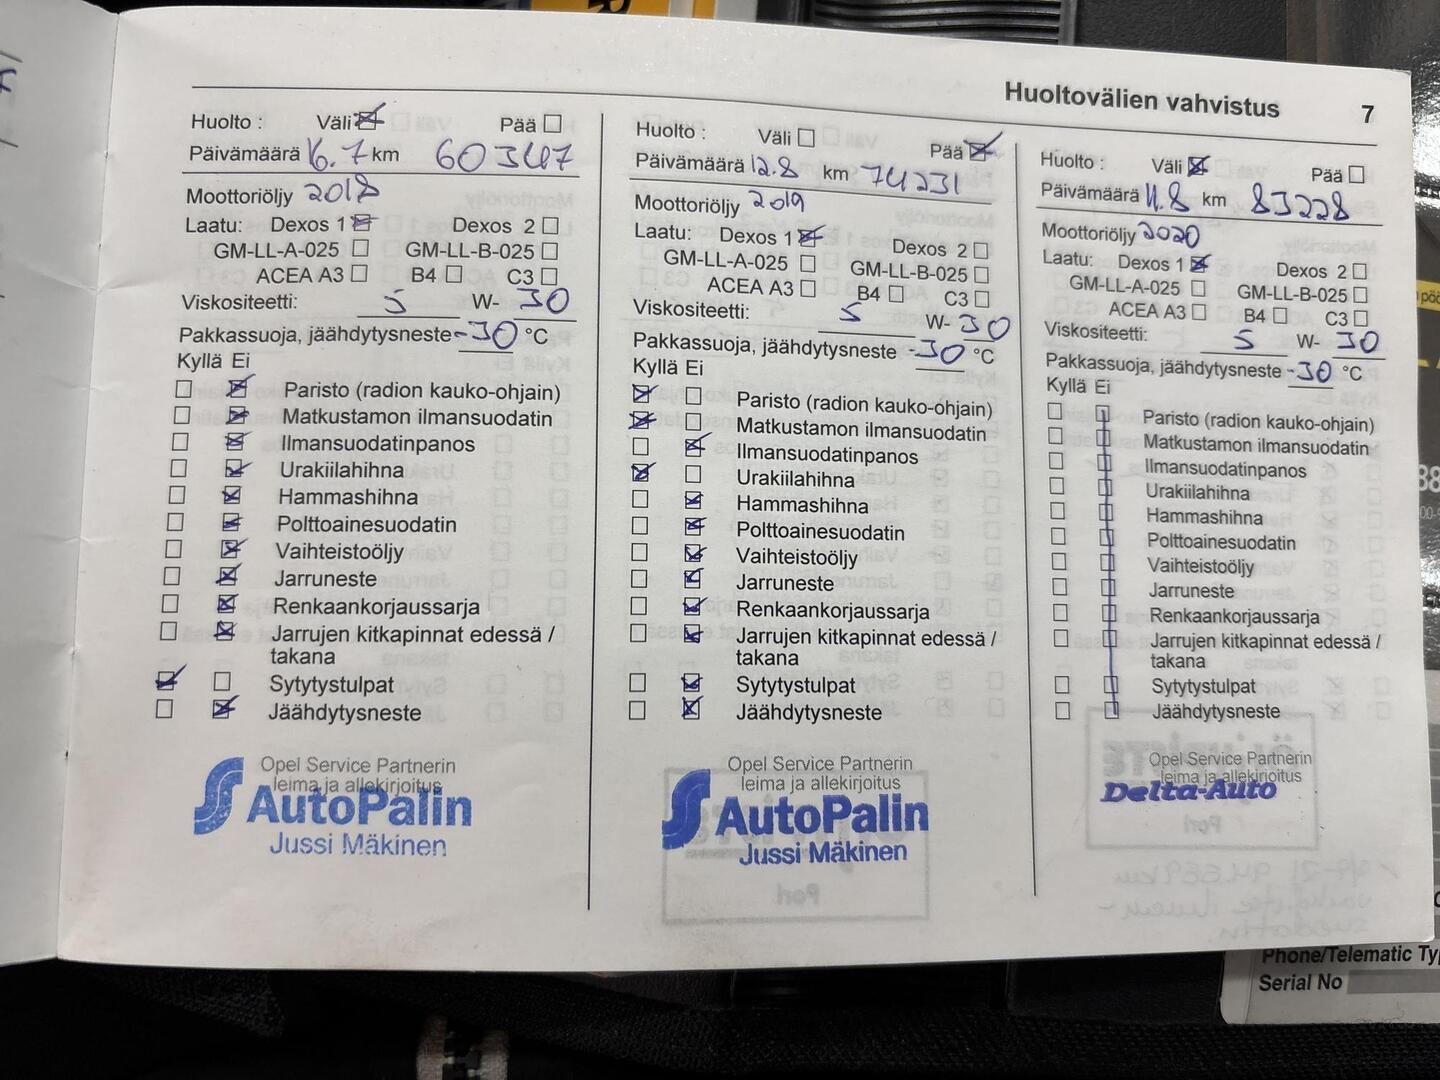 Huoltovälien vahvistus 7
Huolto : Väli Pää
Päivämäärä 16.7 km 60347
Moottoriöljy 2018
Laatu: Dexos 1 Dexos 2
GM-LL-A-025 GM-LL-B-025
ACEA A3 B4 C3
Viskositeetti: 5 W- 30
Pakkassuoja, jäähdytysneste -30 °C
Kyllä Ei
Paristo (radion kauko-ohjain)
Matkustamon ilmansuodatin
Ilmansuodatinpanos
Urakiilahihna
Hammashihna
Polttoainesuodatin
Vaihteistoöljy
Jarruneste
Renkaankorjaussarja
Jarrujen kitkapinnat edessä /
takana
Sytytystulpat
Jäähdytysneste
Opel Service Partnerin
leima ja allekirjoitus
AutoPalin
Jussi Mäkinen
Huolto : Väli Pää
Päivämäärä 12.8 km 74231
Moottoriöljy 2019
Laatu: Dexos 1 Dexos 2
GM-LL-A-025 GM-LL-B-025
ACEA A3 B4 C3
Viskositeetti: 5 W- 30
Pakkassuoja, jäähdytysneste -30 °C
Kyllä Ei
Paristo (radion kauko-ohjain)
Matkustamon ilmansuodatin
Ilmansuodatinpanos
Urakiilahihna
Hammashihna
Polttoainesuodatin
Vaihteistoöljy
Jarruneste
Renkaankorjaussarja
Jarrujen kitkapinnat edessä /
takana
Sytytystulpat
Jäähdytysneste
Opel Service Partnerin
leima ja allekirjoitus
AutoPalin
Jussi Mäkinen
Huolto : Väli Pää
Päivämäärä 11.8 km 83228
Moottoriöljy 2020
Laatu: Dexos 1 Dexos 2
GM-LL-A-025 GM-LL-B-025
ACEA A3 B4 C3
Viskositeetti: 5 W- 30
Pakkassuoja, jäähdytysneste -30 °C
Kyllä Ei
Paristo (radion kauko-ohjain)
Matkustamon ilmansuodatin
Ilmansuodatinpanos
Urakiilahihna
Hammashihna
Polttoainesuodatin
Vaihteistoöljy
Jarruneste
Renkaankorjaussarja
Jarrujen kitkapinnat edessä /
takana
Sytytystulpat
Jäähdytysneste
Opel Service Partnerin
leima ja allekirjoitus
Delta-Auto
Phone/Telematic
Serial No